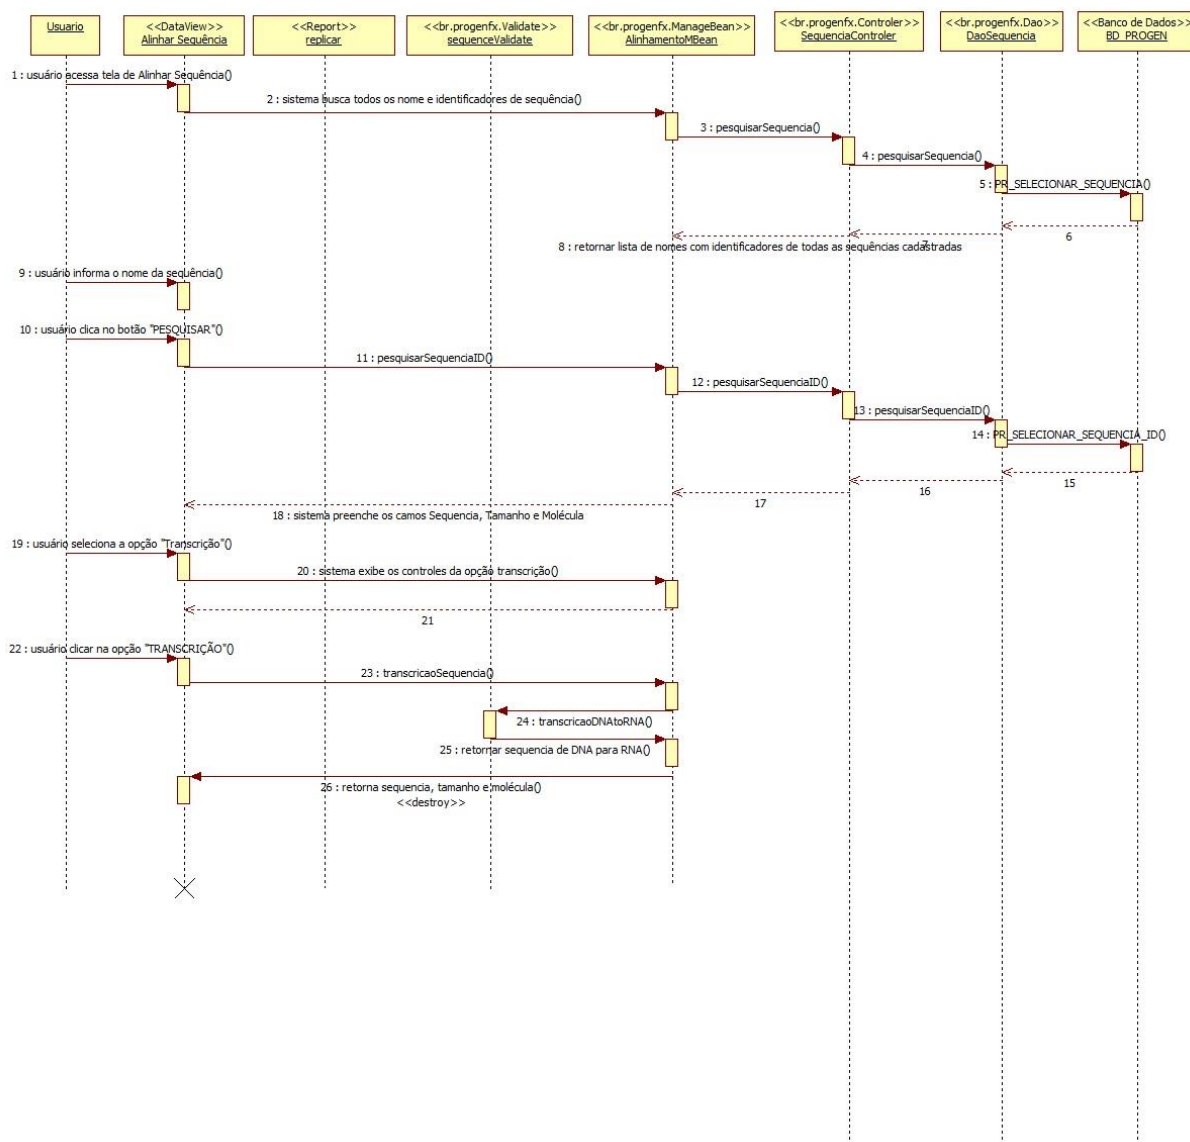 Usuario
<<DataView>>
Alinhar Sequência
<<Report>>
replicar
<<br.progenfx.Validate>>
sequenceValidate
<<br.progenfx.ManageBean>>
AlinhamentoMBean
<<br.progenfx.Controler>>
SequenciaControler
<<br.progenfx.Dao>>
DaoSequencia
<<Banco de Dados>>
BD_PROGEN
1 : usuário acessa tela de Alinhar Sequência()
2 : sistema busca todos os nome e identificadores de sequência()
3 : pesquisarSequencia()
4 : pesquisarSequencia()
5 : PR_SELECIONAR_SEQUENCIA()
6
7
8 : retornar lista de nomes com identificadores de todas as sequências cadastradas
9 : usuário informa o nome da sequência()
10 : usuário clica no botão "PESQUISAR"()
11 : pesquisarSequenciaID()
12 : pesquisarSequenciaID()
13 : pesquisarSequenciaID()
14 : PR_SELECIONAR_SEQUENCIA_ID()
15
16
17
18 : sistema preenche os camos Sequencia, Tamanho e Molécula
19 : usuário seleciona a opção "Transcrição"()
20 : sistema exibe os controles da opção transcrição()
21
22 : usuário clicar na opção "TRANSCRIÇÃO"()
23 : transcricaoSequencia()
24 : transcricaoDNAtoRNA()
25 : retornar sequencia de DNA para RNA()
26 : retorna sequencia, tamanho e molécula()
<<destroy>>